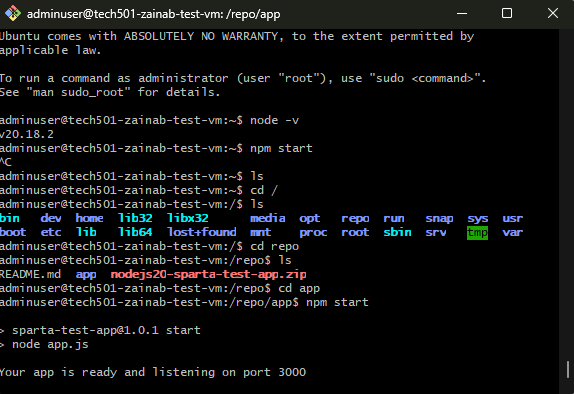 adminuser@tech501-zainab-test-vm: /repo/app
Ubuntu comes with ABSOLUTELY NO WARRANTY, to the extent permitted by
applicable law.
To run a command as administrator (user "root"), use "sudo <command>".
See "man sudo_root" for details.
adminuser@tech501-zainab-test-vm:~$ node -v
v20.18.2
adminuser@tech501-zainab-test-vm:~$ npm start
^C
adminuser@tech501-zainab-test-vm:~$ ls
adminuser@tech501-zainab-test-vm:~$ cd /
adminuser@tech501-zainab-test-vm:/$ ls
bin dev home lib32 libx32 media opt repo run snap sys usr
boot etc lib lib64 lost+found mnt proc root sbin srv tmp var
adminuser@tech501-zainab-test-vm:/$ cd repo
adminuser@tech501-zainab-test-vm:/repo$ ls
README.md app nodejs20-sparta-test-app.zip
adminuser@tech501-zainab-test-vm:/repo$ cd app
adminuser@tech501-zainab-test-vm:/repo/app$ npm start
> sparta-test-app@1.0.1 start
> node app.js
Your app is ready and listening on port 3000